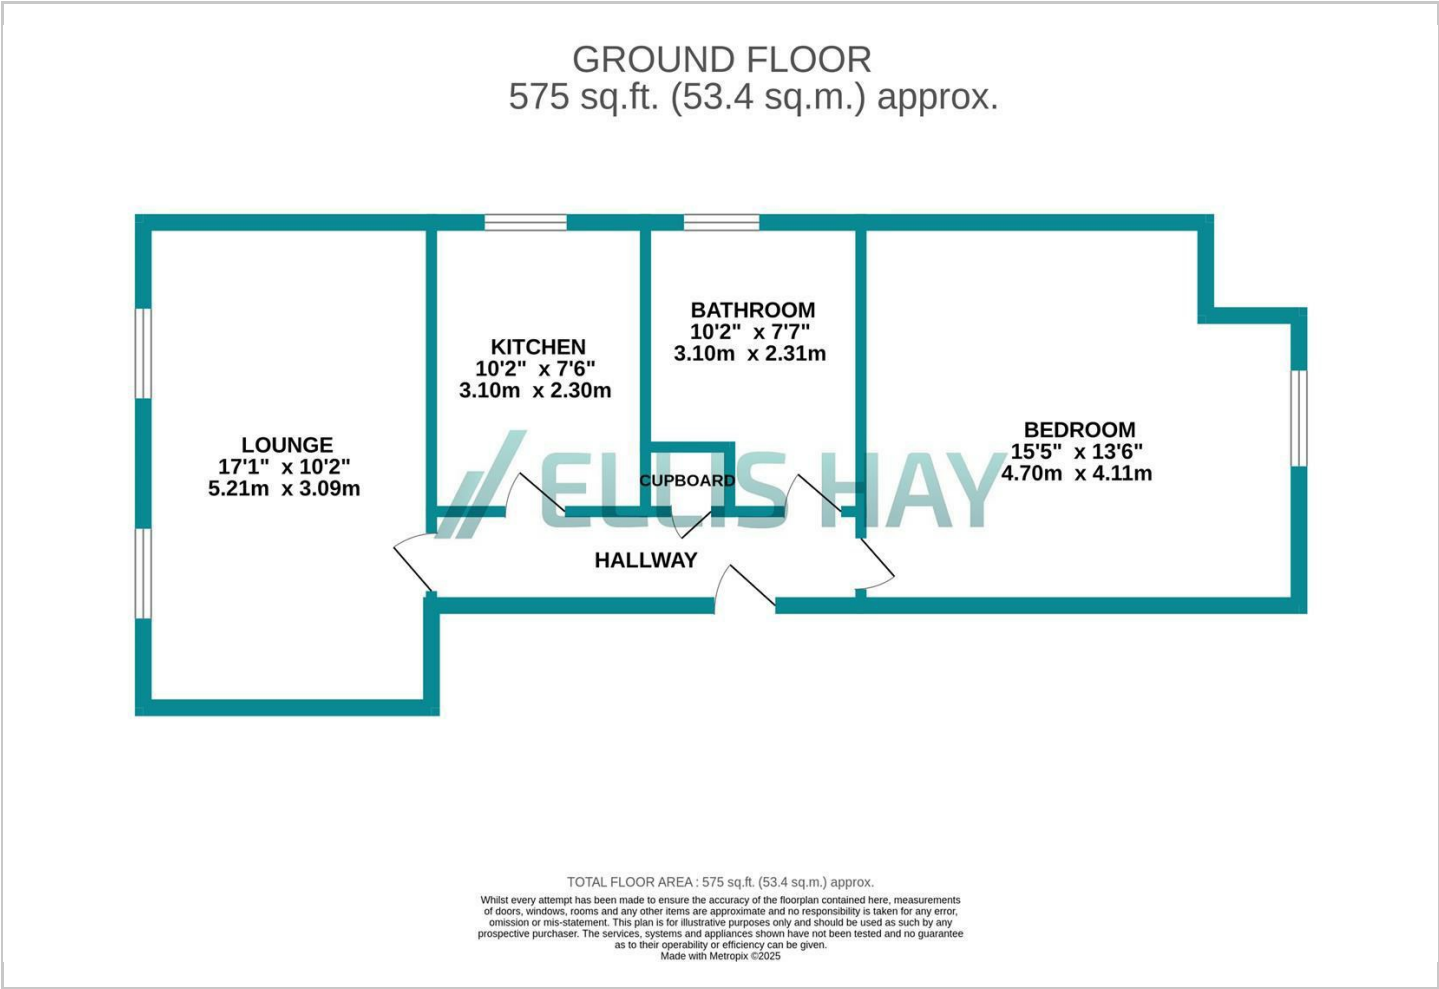 GROUND FLOOR
575 sq.ft. (53.4 sq.m.) approx.
BATHROOM
10'2" x 7'7"
3.10m x 2.31m
KITCHEN
10'2" x 7'6"
3.10m x 2.30m
LOUNGE
17'1" x 10'2"
5.21m x 3.09m
BEDROOM
15'5" x 13'6"
4.70m x 4.11m
CUPBOARD
ELLIS HAY
HALLWAY
TOTAL FLOOR AREA : 575 sq.ft. (53.4 sq.m.) approx.
Whilst every attempt has been made to ensure the accuracy of the floorplan contained here, measurements
of doors, windows, rooms and any other items are approximate and no responsibility is taken for any error,
omission or mis-statement. This plan is for illustrative purposes only and should be used as such by any
prospective purchaser. The services, systems and appliances shown have not been tested and no guarantee
as to their operability or efficiency can be given.
Made with Metropix ©2025